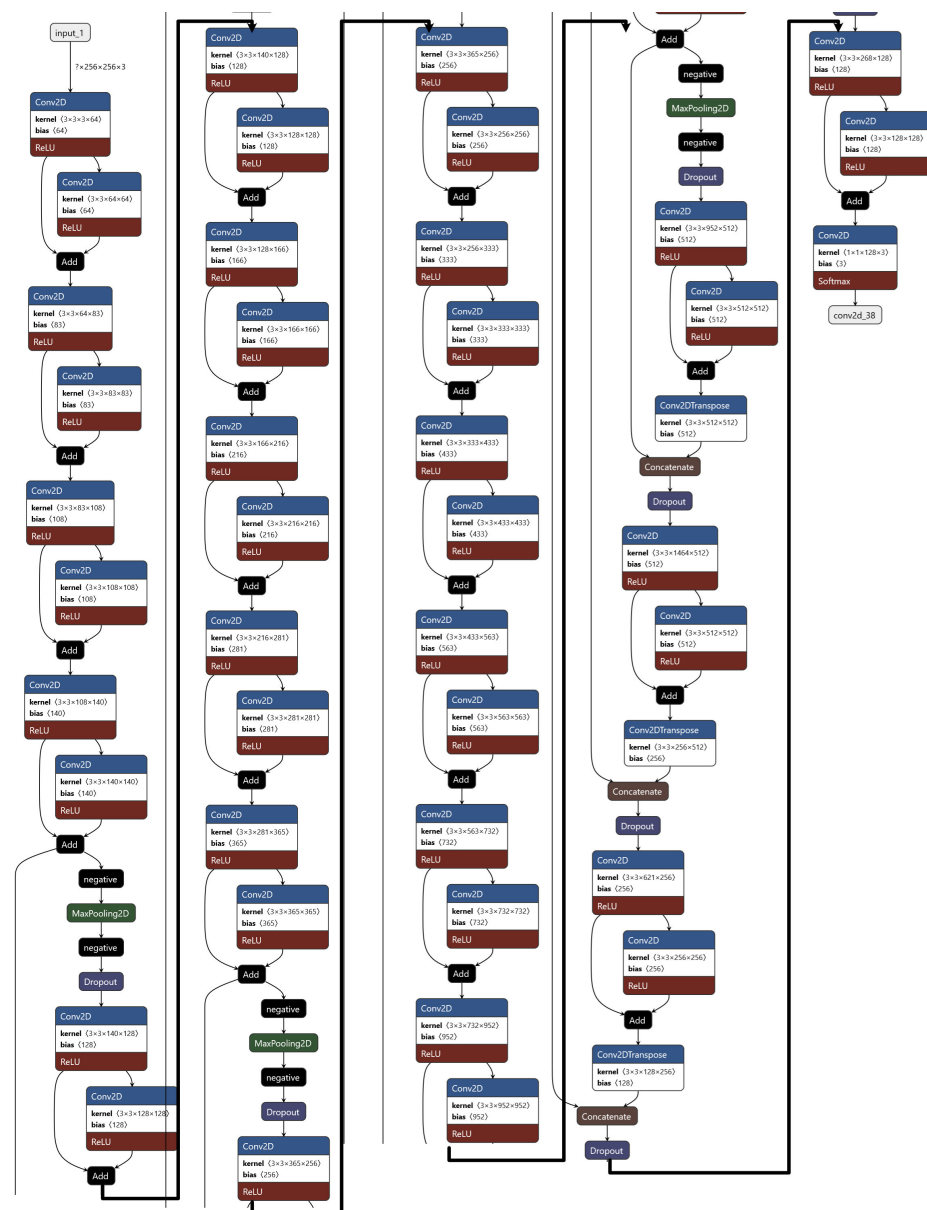 input_1
?×256×256×3
Conv2D
kernel ⟨3×3×3×64⟩
bias ⟨64⟩
ReLU
Conv2D
kernel ⟨3×3×64×64⟩
bias ⟨64⟩
ReLU
Add
Conv2D
kernel ⟨3×3×64×83⟩
bias ⟨83⟩
ReLU
Conv2D
kernel ⟨3×3×83×83⟩
bias ⟨83⟩
ReLU
Add
Conv2D
kernel ⟨3×3×83×108⟩
bias ⟨108⟩
ReLU
Conv2D
kernel ⟨3×3×108×108⟩
bias ⟨108⟩
ReLU
Add
Conv2D
kernel ⟨3×3×108×140⟩
bias ⟨140⟩
ReLU
Conv2D
kernel ⟨3×3×140×140⟩
bias ⟨140⟩
ReLU
Add
negative
MaxPooling2D
negative
Dropout
Conv2D
kernel ⟨3×3×140×128⟩
bias ⟨128⟩
ReLU
Conv2D
kernel ⟨3×3×128×128⟩
bias ⟨128⟩
ReLU
Add
Conv2D
kernel ⟨3×3×140×128⟩
bias ⟨128⟩
ReLU
Conv2D
kernel ⟨3×3×128×128⟩
bias ⟨128⟩
ReLU
Add
Conv2D
kernel ⟨3×3×128×166⟩
bias ⟨166⟩
ReLU
Conv2D
kernel ⟨3×3×166×166⟩
bias ⟨166⟩
ReLU
Add
Conv2D
kernel ⟨3×3×166×216⟩
bias ⟨216⟩
ReLU
Conv2D
kernel ⟨3×3×216×216⟩
bias ⟨216⟩
ReLU
Add
Conv2D
kernel ⟨3×3×216×281⟩
bias ⟨281⟩
ReLU
Conv2D
kernel ⟨3×3×281×281⟩
bias ⟨281⟩
ReLU
Add
Conv2D
kernel ⟨3×3×281×365⟩
bias ⟨365⟩
ReLU
Conv2D
kernel ⟨3×3×365×365⟩
bias ⟨365⟩
ReLU
Add
negative
MaxPooling2D
negative
Dropout
Conv2D
kernel ⟨3×3×365×256⟩
bias ⟨256⟩
ReLU
Conv2D
kernel ⟨3×3×365×256⟩
bias ⟨256⟩
ReLU
Conv2D
kernel ⟨3×3×256×256⟩
bias ⟨256⟩
ReLU
Add
Conv2D
kernel ⟨3×3×256×333⟩
bias ⟨333⟩
ReLU
Conv2D
kernel ⟨3×3×333×333⟩
bias ⟨333⟩
ReLU
Add
Conv2D
kernel ⟨3×3×333×433⟩
bias ⟨433⟩
ReLU
Conv2D
kernel ⟨3×3×433×433⟩
bias ⟨433⟩
ReLU
Add
Conv2D
kernel ⟨3×3×433×563⟩
bias ⟨563⟩
ReLU
Conv2D
kernel ⟨3×3×563×563⟩
bias ⟨563⟩
ReLU
Add
Conv2D
kernel ⟨3×3×563×732⟩
bias ⟨732⟩
ReLU
Conv2D
kernel ⟨3×3×732×732⟩
bias ⟨732⟩
ReLU
Add
Conv2D
kernel ⟨3×3×732×952⟩
bias ⟨952⟩
ReLU
Conv2D
kernel ⟨3×3×952×952⟩
bias ⟨952⟩
ReLU
Add
negative
MaxPooling2D
negative
Dropout
Conv2D
kernel ⟨3×3×952×512⟩
bias ⟨512⟩
ReLU
Conv2D
kernel ⟨3×3×512×512⟩
bias ⟨512⟩
ReLU
Add
Conv2DTranspose
kernel ⟨3×3×512×512⟩
bias ⟨512⟩
Concatenate
Dropout
Conv2D
kernel ⟨3×3×1464×512⟩
bias ⟨512⟩
ReLU
Conv2D
kernel ⟨3×3×512×512⟩
bias ⟨512⟩
ReLU
Add
Conv2DTranspose
kernel ⟨3×3×256×512⟩
bias ⟨256⟩
Concatenate
Dropout
Conv2D
kernel ⟨3×3×621×256⟩
bias ⟨256⟩
ReLU
Conv2D
kernel ⟨3×3×256×256⟩
bias ⟨256⟩
ReLU
Add
Conv2DTranspose
kernel ⟨3×3×128×256⟩
bias ⟨128⟩
Concatenate
Dropout
Conv2D
kernel ⟨3×3×268×128⟩
bias ⟨128⟩
ReLU
Conv2D
kernel ⟨3×3×128×128⟩
bias ⟨128⟩
ReLU
Add
Conv2D
kernel ⟨1×1×128×3⟩
bias ⟨3⟩
Softmax
conv2d_38